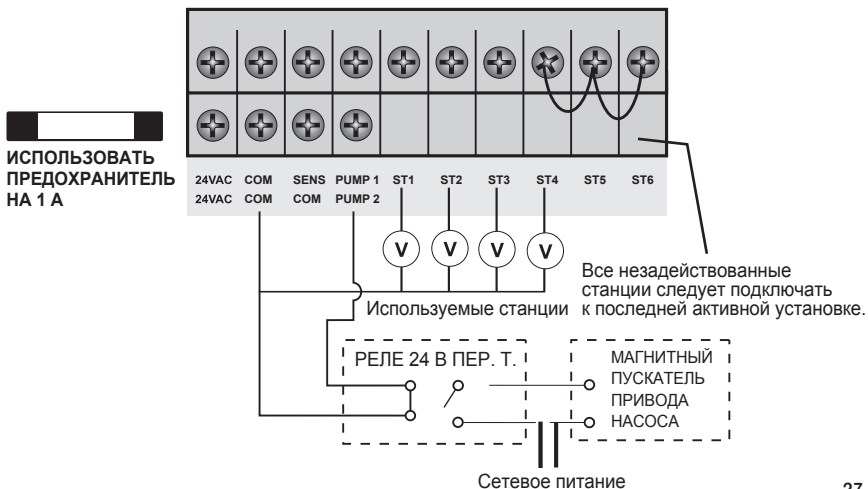 ИСПОЛЬЗОВАТЬ
ПРЕДОХРАНИТЕЛЬ
НА 1 А
24VAC COM SENS PUMP 1 ST1 ST2 ST3 ST4 ST5 ST6
24VAC COM COM PUMP 2
V V V V
Используемые станции
Все незадействованные
станции следует подключать
к последней активной установке.
РЕЛЕ 24 В ПЕР. Т.
МАГНИТНЫЙ
ПУСКАТЕЛЬ
ПРИВОДА
НАСОСА
Сетевое питание
27